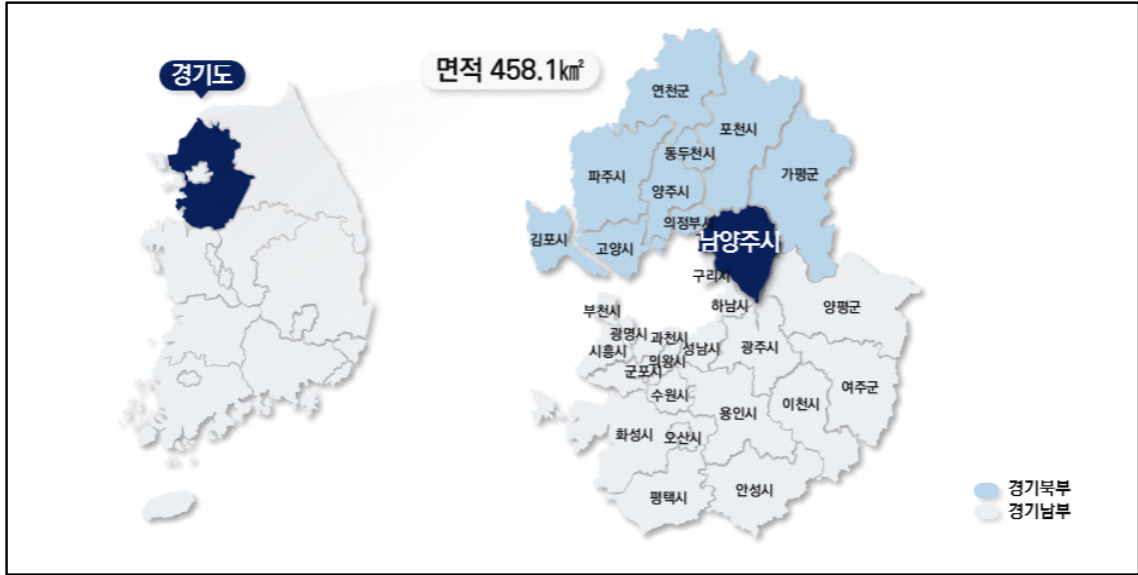 경기도
면적 458.1㎢
연천군
포천시
동두천시
가평군
파주시
양주시
의정부시
남양주시
김포시
고양시
구리시
하남시
양평군
부천시
광명시
과천시
시흥시
성남시
광주시
의왕시
군포시
여주군
수원시
이천시
용인시
화성시
오산시
평택시
안성시
경기북부
경기남부